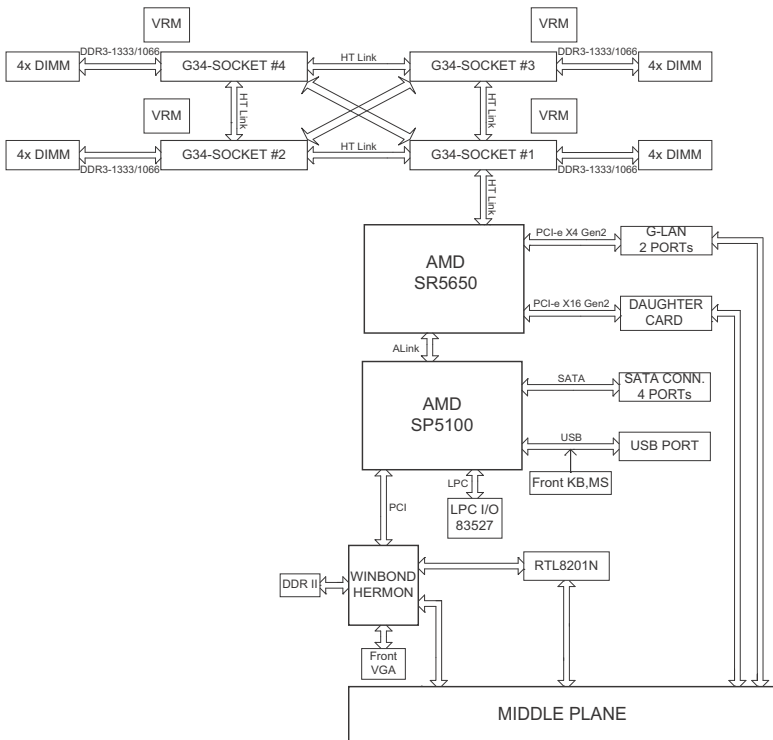 VRM
VRM
DDR3-1333/1066
HT Link
DDR3-1333/1066
4x DIMM
G34-SOCKET #4
G34-SOCKET #3
4x DIMM
HT Link
HT Link
VRM
VRM
4x DIMM
G34-SOCKET #2
HT Link
G34-SOCKET #1
4x DIMM
DDR3-1333/1066
DDR3-1333/1066
HT Link
AMD
SR5650
PCI-e X4 Gen2
G-LAN
2 PORTs
PCI-e X16 Gen2
DAUGHTER
CARD
ALink
AMD
SP5100
SATA
SATA CONN.
4 PORTs
USB
USB PORT
Front KB,MS
LPC
LPC I/O
83527
PCI
WINBOND
HERMON
DDR II
RTL8201N
Front
VGA
MIDDLE PLANE